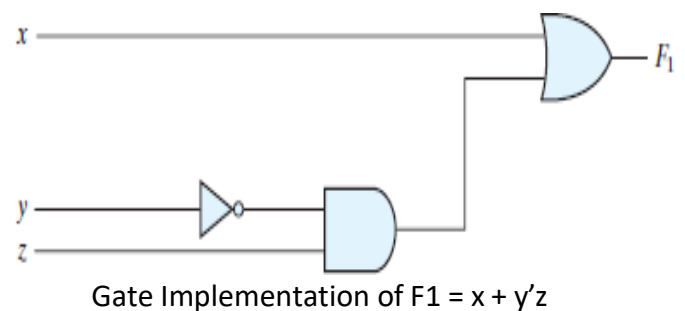 x
F₁
y
z
Gate Implementation of F1 = x + y’z